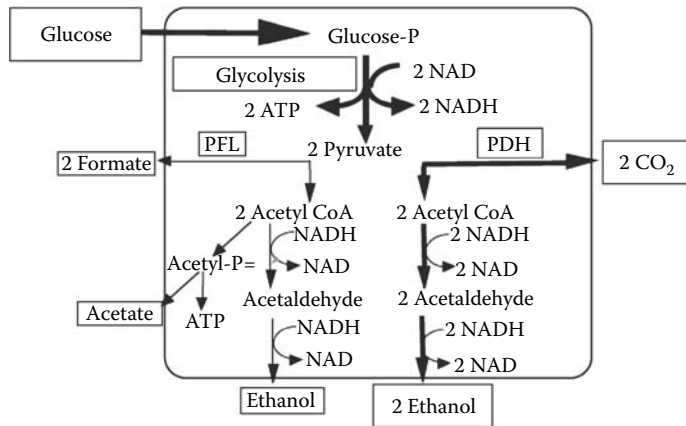 Glucose
Glucose-P
Glycolysis
2 NAD
2 ATP
2 NADH
PFL
2 Pyruvate
PDH
2 Formate
2 CO2
2 Acetyl CoA
2 Acetyl CoA
NADH
2 NADH
Acetyl-P=
NAD
2 NAD
Acetate
ATP
Acetaldehyde
2 Acetaldehyde
NADH
2 NADH
NAD
2 NAD
Ethanol
2 Ethanol